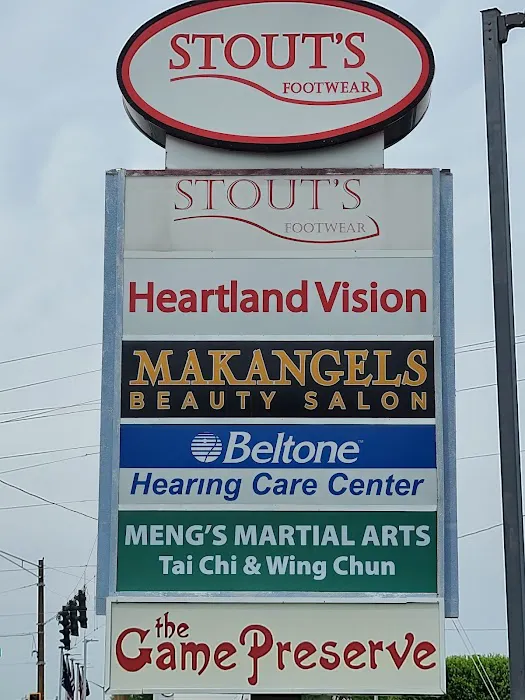 STOUT'S
FOOTWEAR
STOUT'S
FOOTWEAR
Heartland Vision
MAKANGELS
BEAUTY SALON
Beltone™
Hearing Care Center
MENG'S MARTIAL ARTS
Tai Chi & Wing Chun
the
Game Preserve